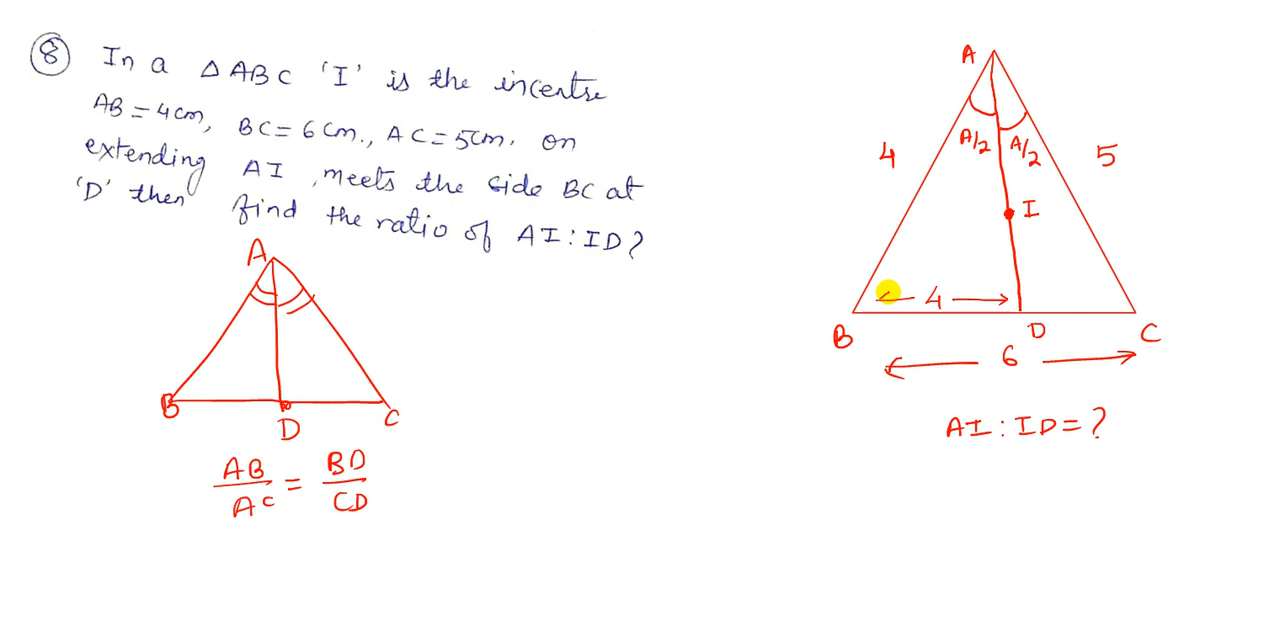 8 In a △ABC 'I' is the incentre
AB = 4cm, BC = 6cm., AC = 5cm. on
extending AI, meets the side BC at
'D' then find the ratio of AI : ID?
A
B
D
C
AB/AC = BD/CD
A
A/2 A/2
4
5
I
4
B
D
C
6
AI : ID = ?